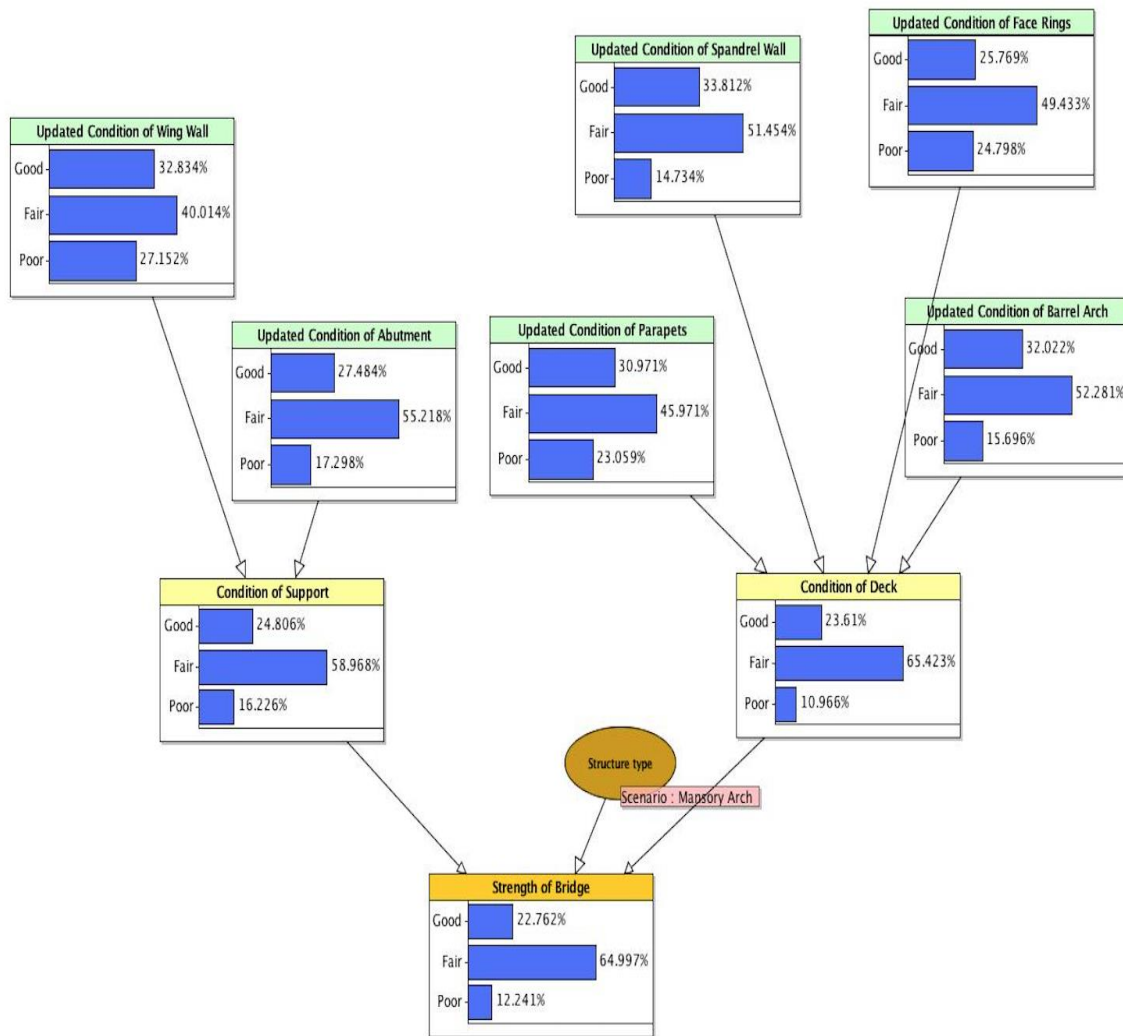 Updated Condition of Face Rings
Good 25.769%
Fair 49.433%
Poor 24.798%
Updated Condition of Spandrel Wall
Good 33.812%
Fair 51.454%
Poor 14.734%
Updated Condition of Wing Wall
Good 32.834%
Fair 40.014%
Poor 27.152%
Updated Condition of Barrel Arch
Good 32.022%
Fair 52.281%
Poor 15.696%
Updated Condition of Parapets
Good 30.971%
Fair 45.971%
Poor 23.059%
Updated Condition of Abutment
Good 27.484%
Fair 55.218%
Poor 17.298%
Condition of Support
Good 24.806%
Fair 58.968%
Poor 16.226%
Condition of Deck
Good 23.61%
Fair 65.423%
Poor 10.966%
Structure type
Scenario : Mansory Arch
Strength of Bridge
Good 22.762%
Fair 64.997%
Poor 12.241%